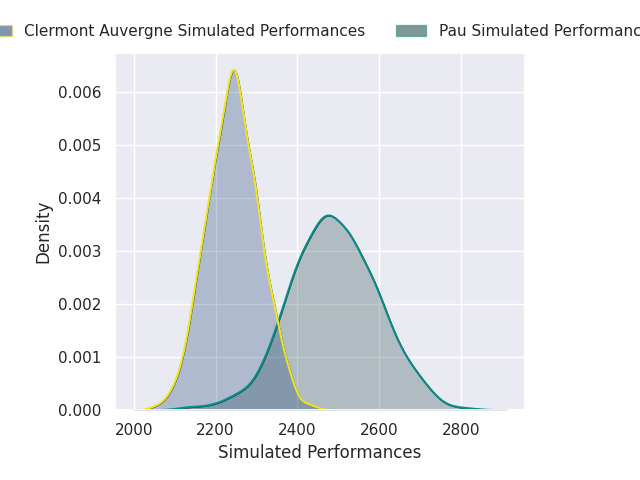 Clermont Auvergne Simulated Performances Pau Simulated Performanc
0.006
0.005
0.004
0.003
0.002
0.001
0.000
Density
2000 2200 2400 2600 2800
Simulated Performances